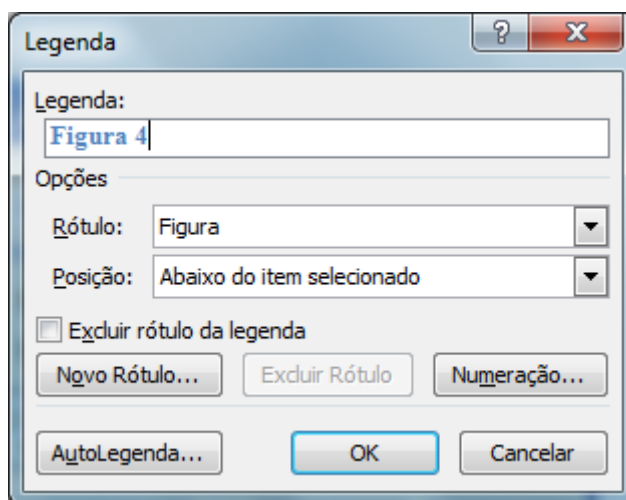 Legenda
Legenda:
Figura 4
Opções
Rótulo: Figura
Posição: Abaixo do item selecionado
Excluir rótulo da legenda
Novo Rótulo... Excluir Rótulo Numeração...
AutoLegenda... OK Cancelar